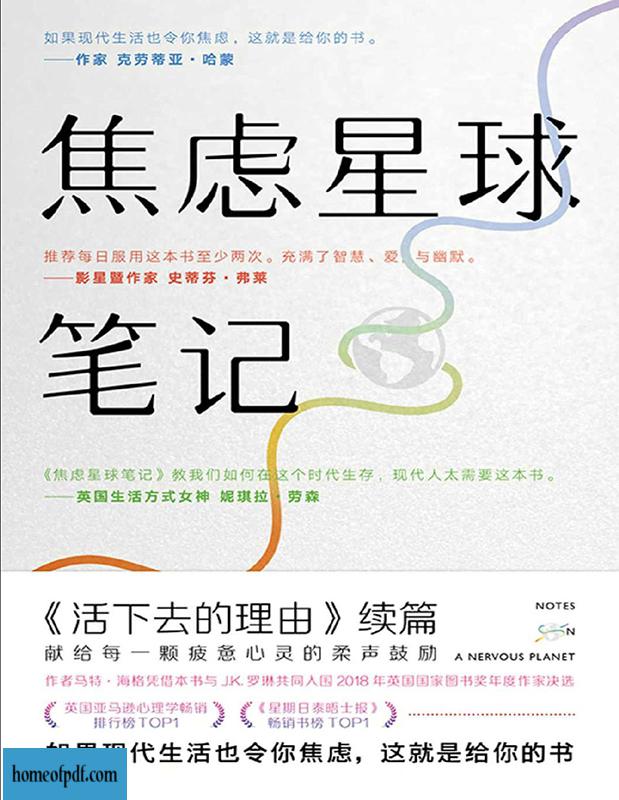 如果现代生活也令你焦虑，这就是给你的书。
——作家 克劳蒂亚·哈蒙
焦虑星球
推荐每日服用这本书至少两次。充满了智慧、爱，与幽默。
——影星暨作家 史蒂芬·弗莱
笔记
《焦虑星球笔记》教我们如何在这个时代生存，现代人太需要这本书。
——英国生活方式女神 妮琪拉·劳森
《活下去的理由》续篇
献给每一颗疲惫心灵的柔声鼓励
NOTES
ON
A NERVOUS PLANET
作者马特·海格凭借本书与J.K.罗琳共同入围2018年英国国家图书奖年度作家决选
英国亚马逊心理学畅销
排行榜TOP1
《星期日泰晤士报》
畅销书榜TOP1
如果现代生活也令你焦虑，这就是给你的书
homeofpdf.com